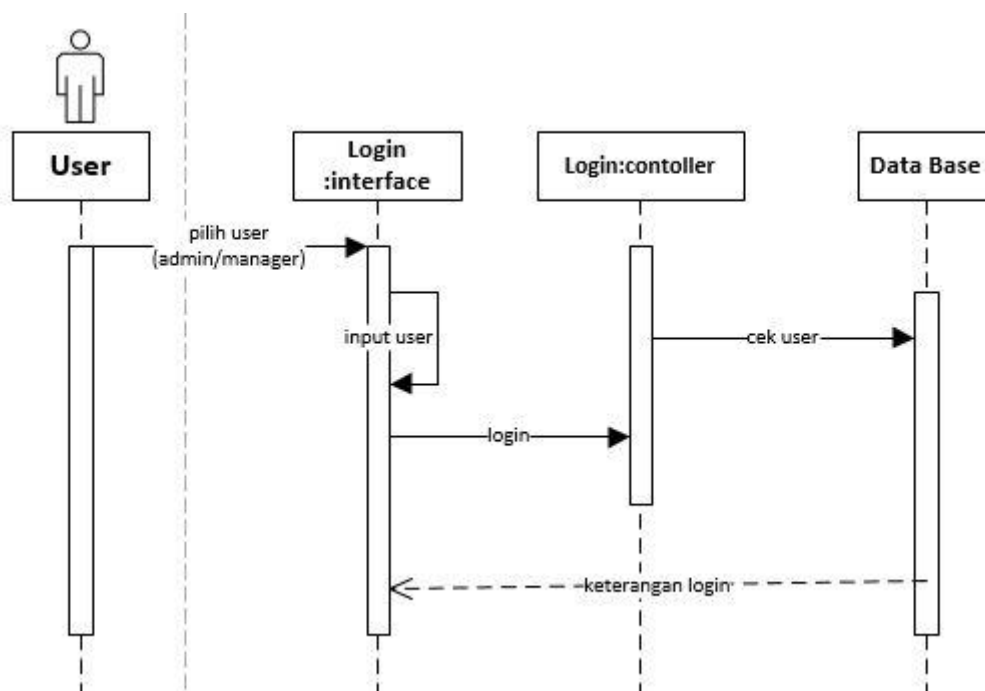 User
Login
:interface
Login:contoller
Data Base
pilih user
(admin/manager)
input user
cek user
login
keterangan login